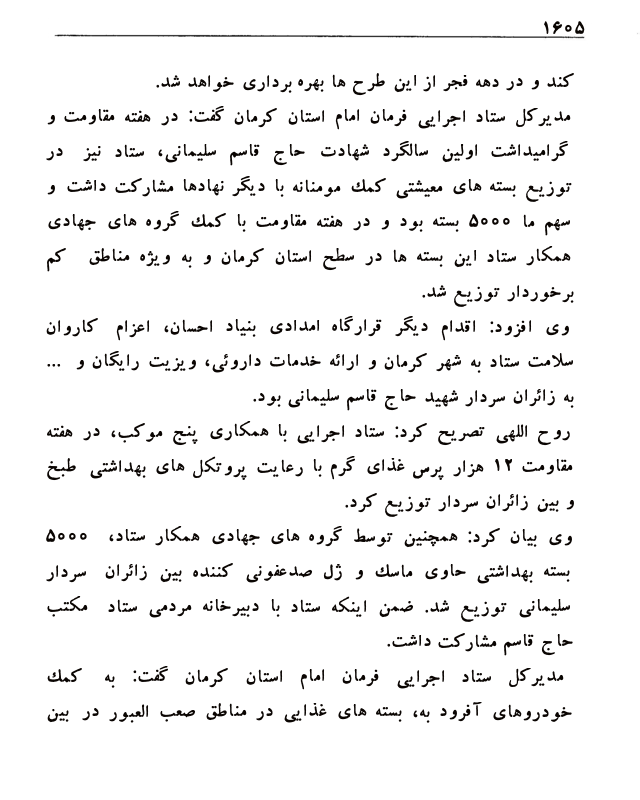 ۱۶۰۵
کند و در دهه فجر از این طرح ها بهره برداری خواهد شد.
مدیرکل ستاد اجرایی فرمان امام استان کرمان گفت: در هفته مقاومت و
گرامیداشت اولین سالگرد شهادت حاج قاسم سلیمانی، ستاد نیز در
توزیع بسته های معیشتی کمك مومنانه با دیگر نهادها مشارکت داشت و
سهم ما ۵۰۰۰ بسته بود و در هفته مقاومت با کمك گروه های جهادی
همکار ستاد این بسته ها در سطح استان کرمان و به ویژه مناطق کم
برخوردار توزیع شد.
وی افزود: اقدام دیگر قرارگاه امدادی بنیاد احسان، اعزام کاروان
سلامت ستاد به شهر کرمان و ارائه خدمات داروئی، ویزیت رایگان و ...
به زائران سردار شهید حاج قاسم سلیمانی بود.
روح اللهی تصریح کرد: ستاد اجرایی با همکاری پنج موکب، در هفته
مقاومت ۱۲ هزار پرس غذای گرم با رعایت پروتکل های بهداشتی طبخ
و بین زائران سردار توزیع کرد.
وی بیان کرد: همچنین توسط گروه های جهادی همکار ستاد، ۵۰۰۰
بسته بهداشتی حاوی ماسك و ژل صدعفونی کننده بین زائران سردار
سلیمانی توزیع شد. ضمن اینکه ستاد با دبیرخانه مردمی ستاد مکتب
حاج قاسم مشارکت داشت.
مدیرکل ستاد اجرایی فرمان امام استان کرمان گفت: به کمك
خودروهای آفرود به، بسته های غذایی در مناطق صعب العبور در بین